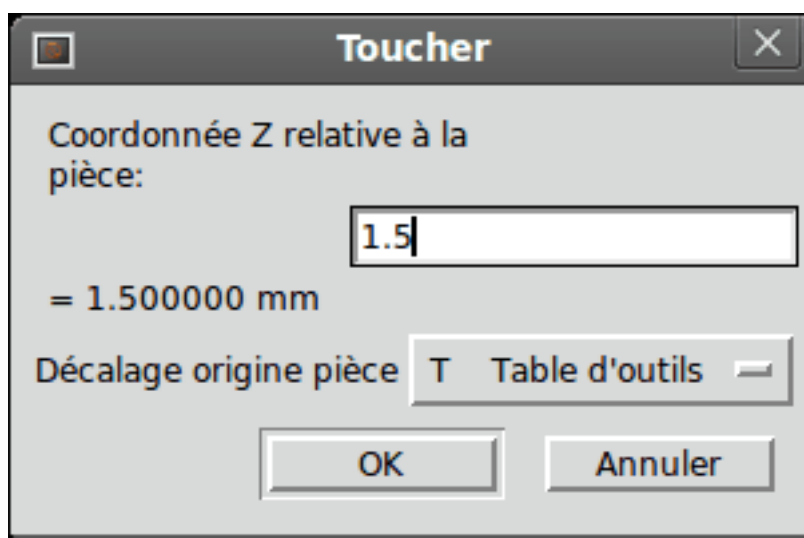 Toucher
Coordonnée Z relative à la
pièce:
1.5
= 1.500000 mm
Décalage origine pièce T Table d'outils
OK Annuler